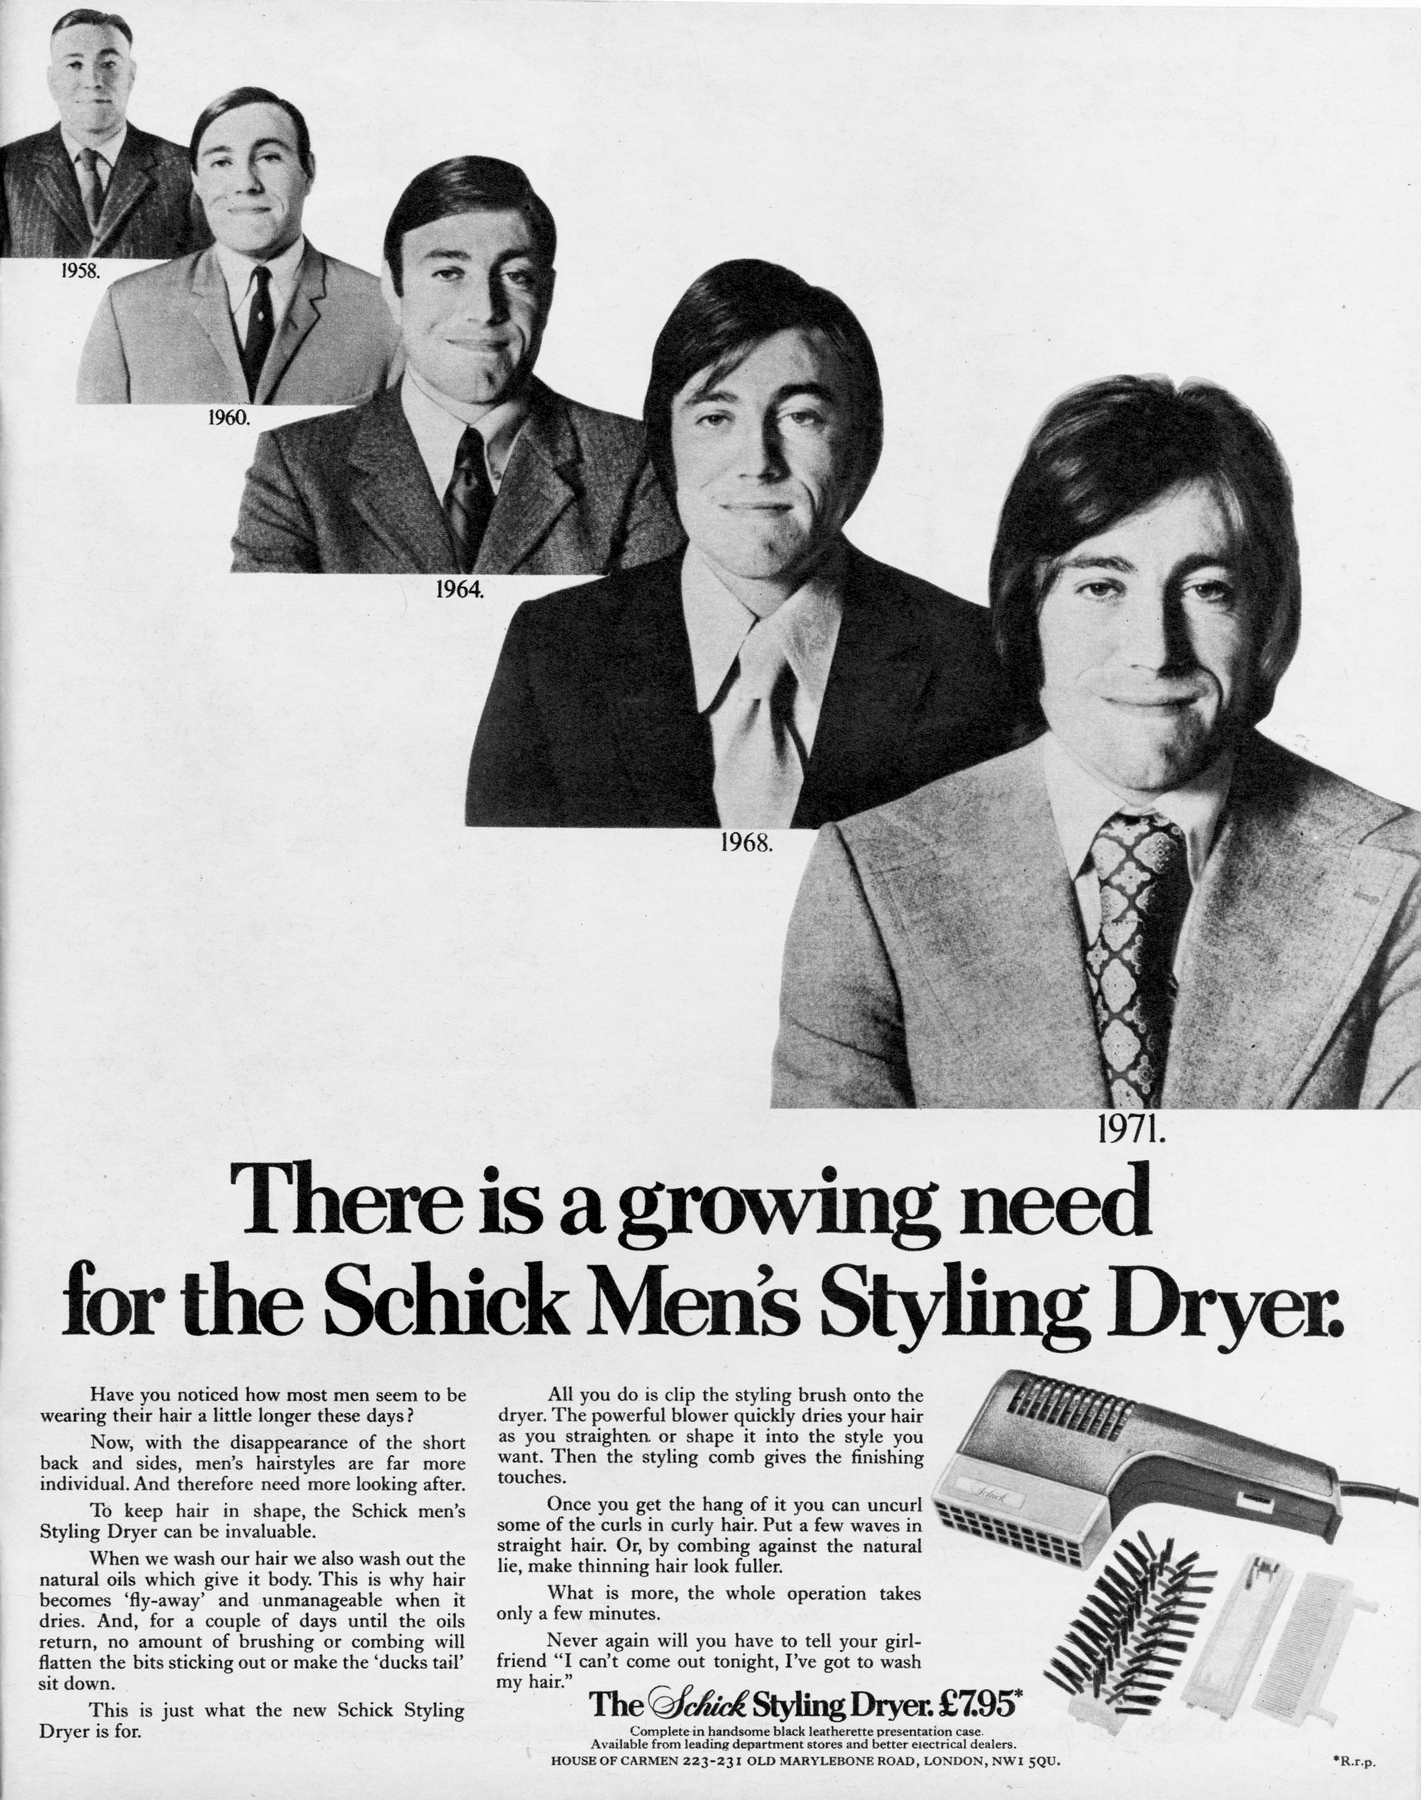 1958.
1960.
1964.
1968.
1971.
There is a growing need
for the Schick Men's Styling Dryer.
Have you noticed how most men seem to be
wearing their hair a little longer these days?
Now, with the disappearance of the short
back and sides, men's hairstyles are far more
individual. And therefore need more looking after.
To keep hair in shape, the Schick men's
Styling Dryer can be invaluable.
When we wash our hair we also wash out the
natural oils which give it body. This is why hair
becomes 'fly-away' and unmanageable when it
dries. And, for a couple of days until the oils
return, no amount of brushing or combing will
flatten the bits sticking out or make the 'ducks tail'
sit down.
This is just what the new Schick Styling
Dryer is for.
All you do is clip the styling brush onto the
dryer. The powerful blower quickly dries your hair
as you straighten or shape it into the style you
want. Then the styling comb gives the finishing
touches.
Once you get the hang of it you can uncurl
some of the curls in curly hair. Put a few waves in
straight hair. Or, by combing against the natural
lie, make thinning hair look fuller.
What is more, the whole operation takes
only a few minutes.
Never again will you have to tell your girl-
friend "I can't come out tonight, I've got to wash
my hair."
Schick
The Schick Styling Dryer. £7.95*
Complete in handsome black leatherette presentation case.
Available from leading department stores and better electrical dealers.
HOUSE OF CARMEN 223-231 OLD MARYLEBONE ROAD, LONDON, NW1 5QU.
*R.r.p.